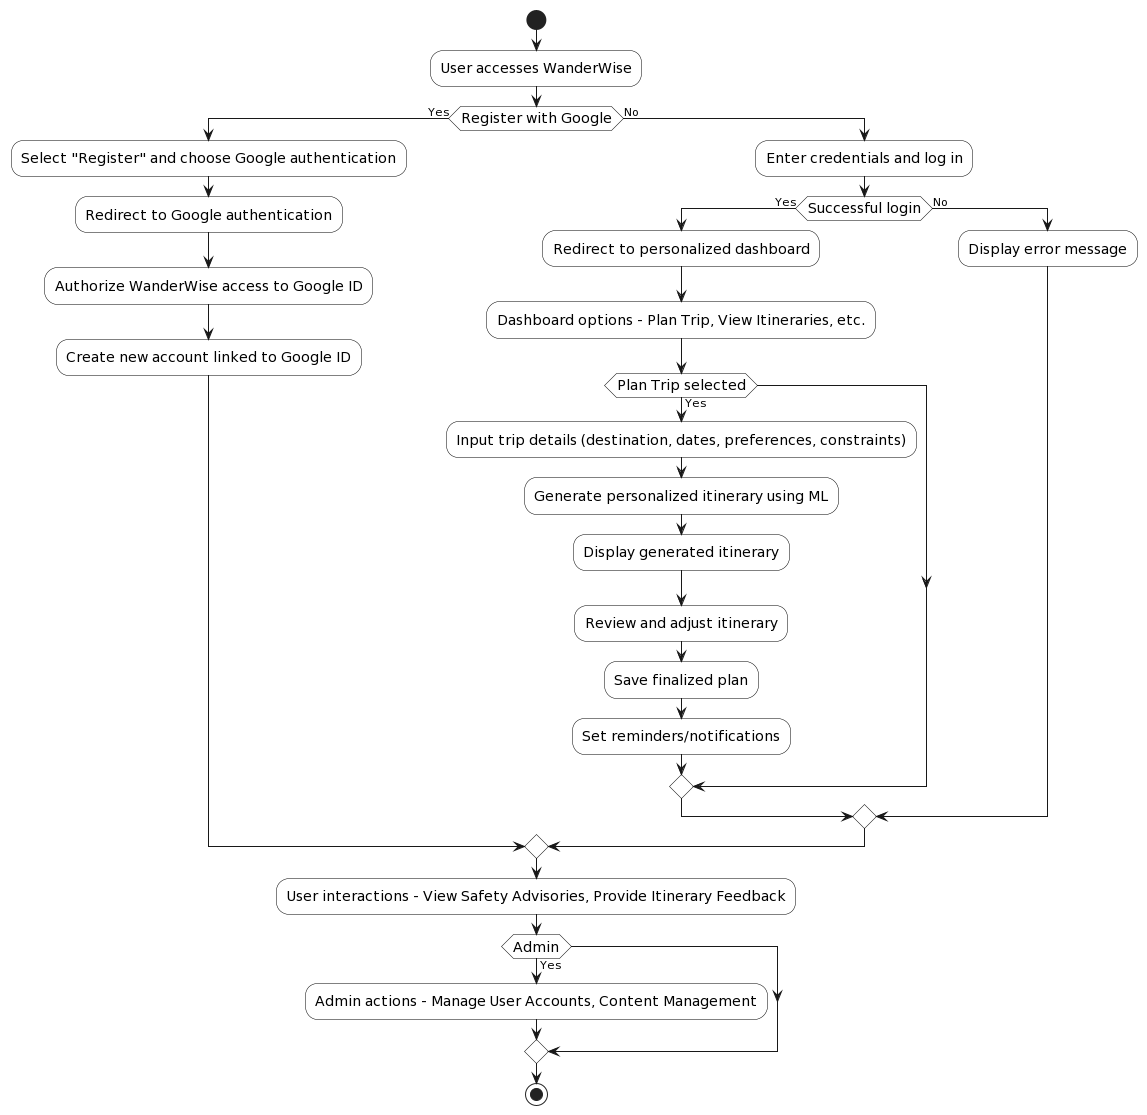 User accesses WanderWise
Yes
Register with Google
No
Select "Register" and choose Google authentication
Redirect to Google authentication
Authorize WanderWise access to Google ID
Create new account linked to Google ID
Enter credentials and log in
Yes
Successful login
No
Redirect to personalized dashboard
Display error message
Dashboard options - Plan Trip, View Itineraries, etc.
Plan Trip selected
Yes
Input trip details (destination, dates, preferences, constraints)
Generate personalized itinerary using ML
Display generated itinerary
Review and adjust itinerary
Save finalized plan
Set reminders/notifications
User interactions - View Safety Advisories, Provide Itinerary Feedback
Admin
Yes
Admin actions - Manage User Accounts, Content Management